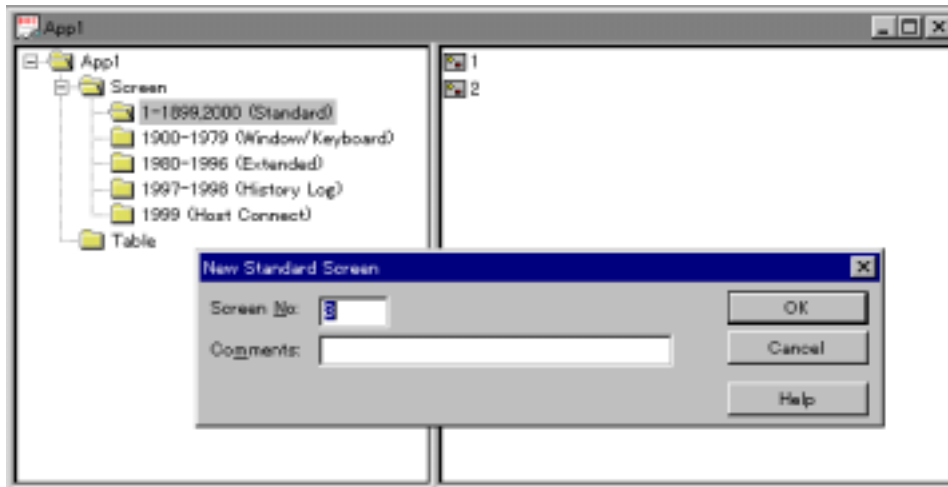 App1
App1
Screen
1-1899,2000 (Standard)
1900-1979 (Window/Keyboard)
1980-1996 (Extended)
1997-1998 (History Log)
1999 (Host Connect)
Table
1
2
New Standard Screen
Screen No:
3
OK
Comments:
Cancel
Help